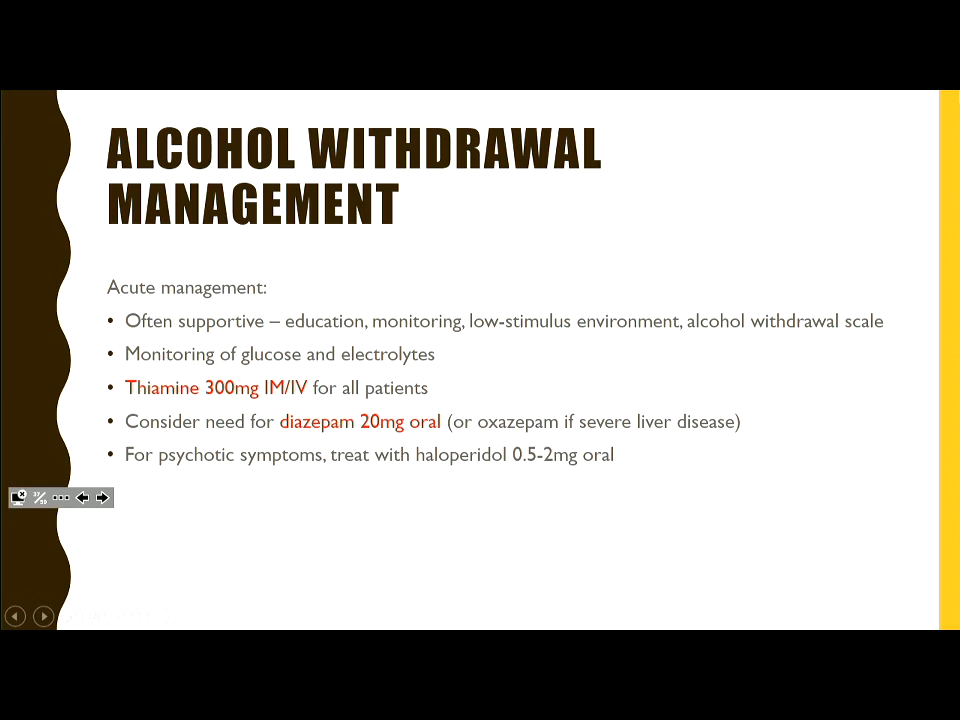 ALCOHOL WITHDRAWAL
MANAGEMENT
Acute management:
• Often supportive – education, monitoring, low-stimulus environment, alcohol withdrawal scale
• Monitoring of glucose and electrolytes
• Thiamine 300mg IM/IV for all patients
• Consider need for diazepam 20mg oral (or oxazepam if severe liver disease)
• For psychotic symptoms, treat with haloperidol 0.5-2mg oral
37/59